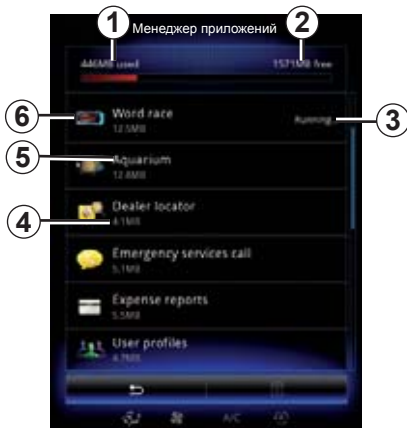 1
2
Менеджер приложений
446MB used
1571MB free
6
Word race
Running
3
12.5MB
5
Aquarium
12.8MB
Dealer locator
4
4.1MB
Emergency services call
5.1MB
Expense reports
5.5MB
User profiles
4.7MB
A/C